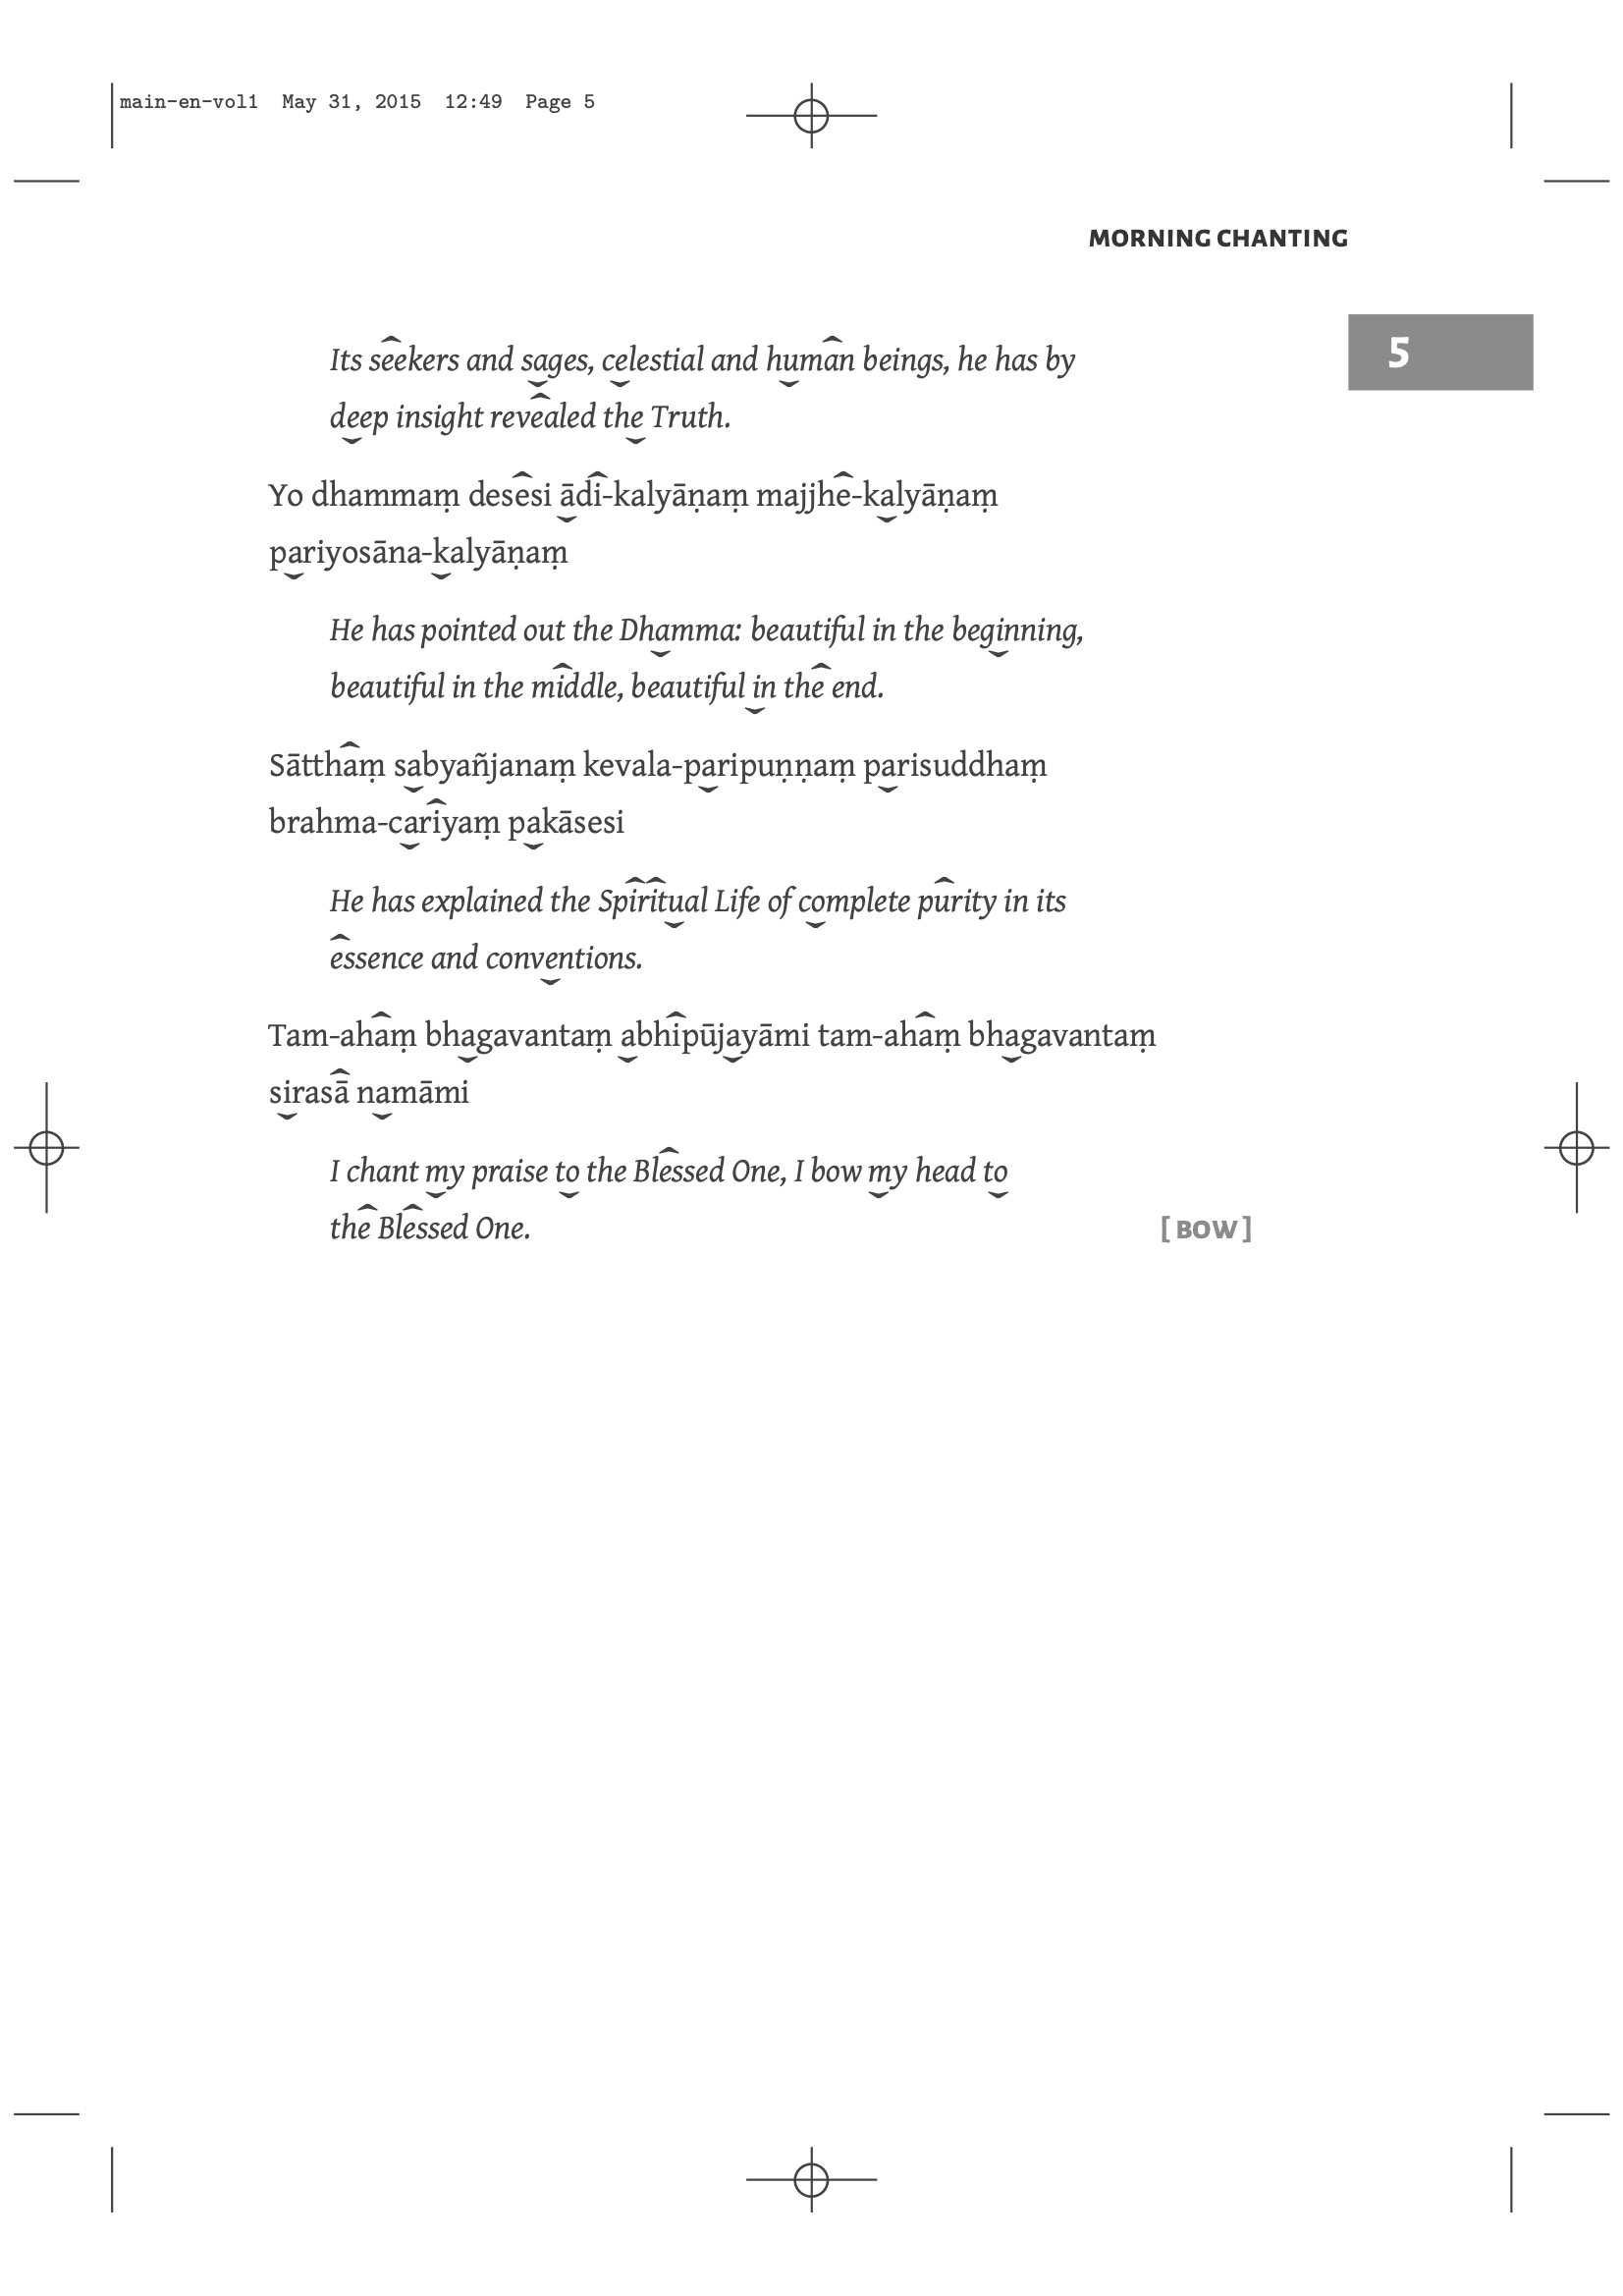 main-en-vol1 May 31, 2015 12:49 Page 5
MORNING CHANTING
5
Its seekers and sages, celestial and human beings, he has by
deep insight revealed the Truth.
Yo dhammaṃ desesi ādi-kalyāṇaṃ majjhe-kalyāṇaṃ
pariyosāna-kalyāṇaṃ
He has pointed out the Dhamma: beautiful in the beginning,
beautiful in the middle, beautiful in the end.
Sātthaṃ sabyañjanaṃ kevala-paripuṇṇaṃ parisuddhaṃ
brahma-cariyaṃ pakāsesi
He has explained the Spiritual Life of complete purity in its
essence and conventions.
Tam-ahaṃ bhagavantaṃ abhipūjayāmi tam-ahaṃ bhagavantaṃ
sirasā namāmi
I chant my praise to the Blessed One, I bow my head to
the Blessed One. [ BOW ]